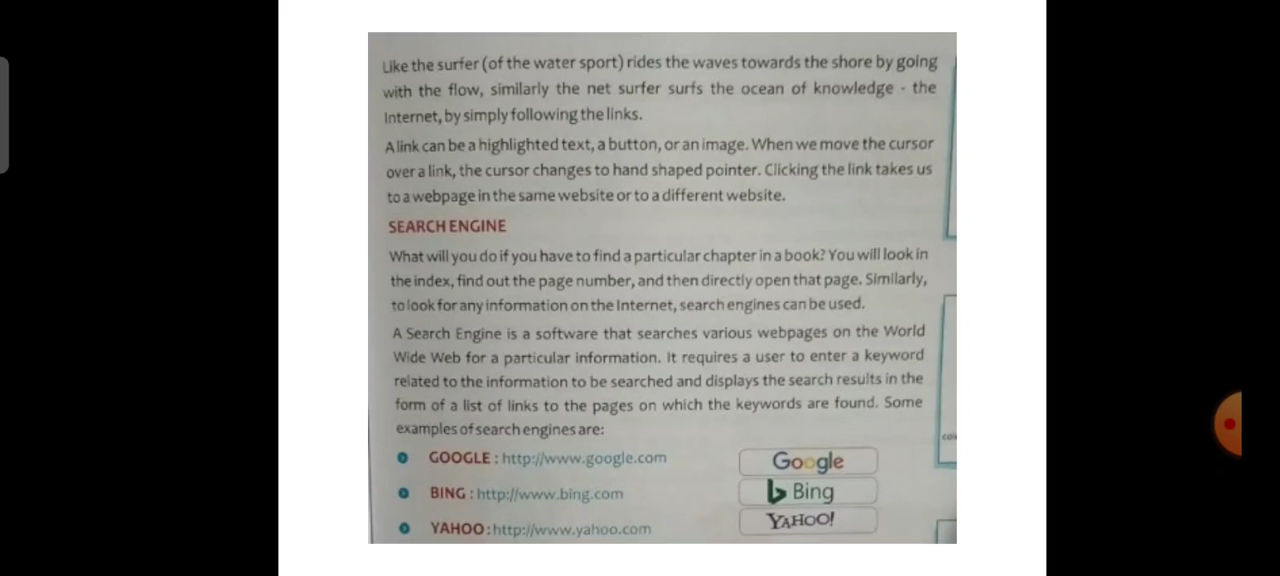 Like the surfer (of the water sport) rides the waves towards the shore by going
with the flow, similarly the net surfer surfs the ocean of knowledge - the
Internet, by simply following the links.
A link can be a highlighted text, a button, or an image. When we move the cursor
over a link, the cursor changes to hand shaped pointer. Clicking the link takes us
to a webpage in the same website or to a different website.
SEARCH ENGINE
What will you do if you have to find a particular chapter in a book? You will look in
the index, find out the page number, and then directly open that page. Similarly,
to look for any information on the Internet, search engines can be used.
A Search Engine is a software that searches various webpages on the World
Wide Web for a particular information. It requires a user to enter a keyword
related to the information to be searched and displays the search results in the
form of a list of links to the pages on which the keywords are found. Some
examples of search engines are:
GOOGLE : http://www.google.com
Google
BING : http://www.bing.com
Bing
YAHOO : http://www.yahoo.com
YAHOO!